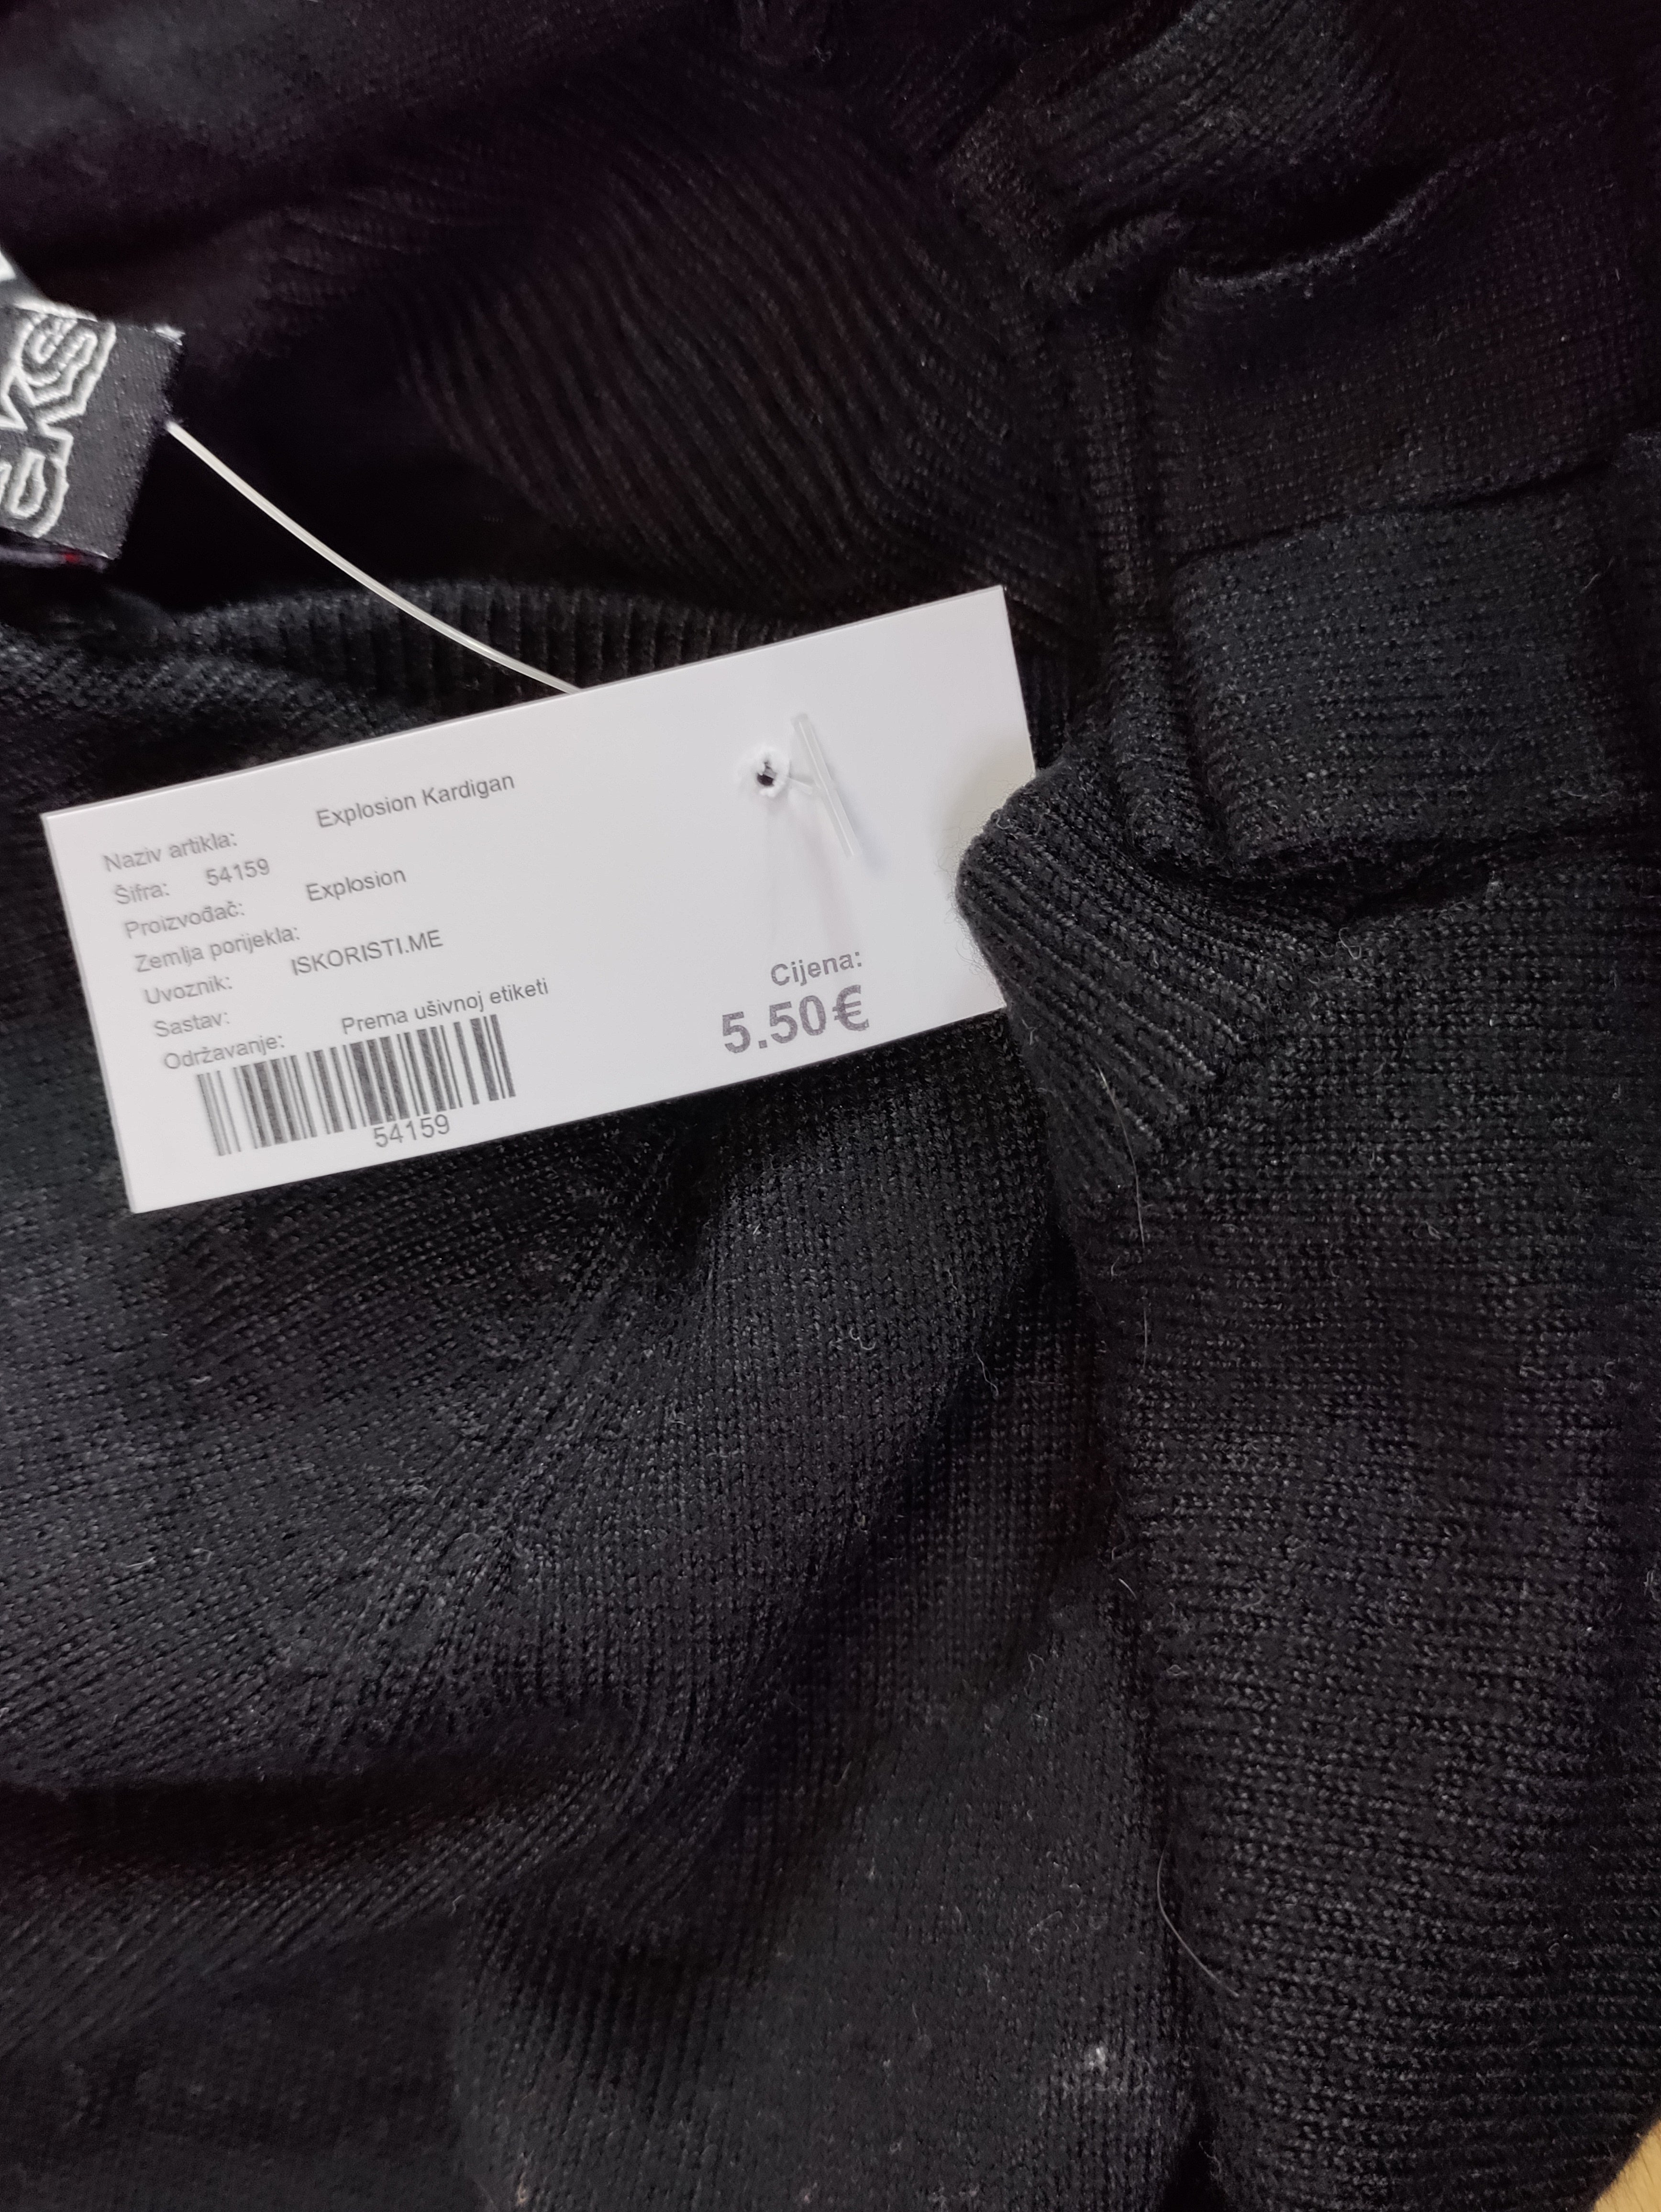 eks
Naziv artikla: Explosion Kardigan
Šifra: 54159
Proizvođač: Explosion
Zemlja porijekla:
Uvoznik: ISKORISTI.ME
Sastav:
Održavanje: Prema ušivnoj etiketi
54159
Cijena:
5.50€